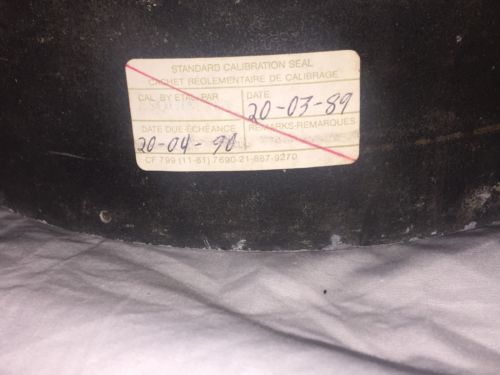 STANDARD CALIBRATION SEAL
CACHET RÉGLEMENTAIRE DE CALIBRAGE
CAL. BY ETAL. PAR
DATE
20-03-89
DATE DUE-ÉCHÉANCE
REMARKS-REMARQUES
20-04-90
CF 799 (11-81) 7690-21-887-9270